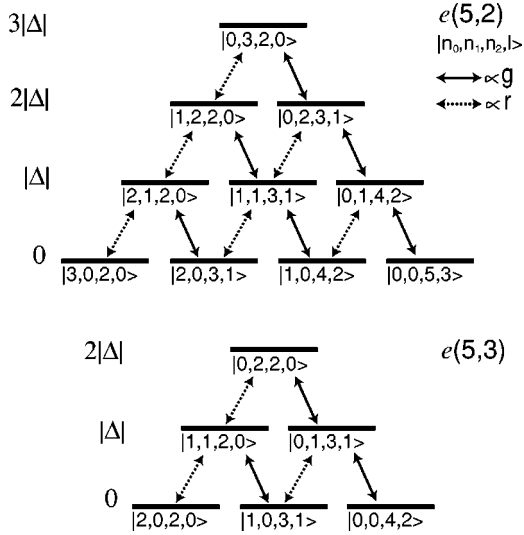 3|Δ| e(5,2)
|0,3,2,0> |n₀,n₁,n₂,l>
∝g
2|Δ| ∝r
|1,2,2,0> |0,2,3,1>
|Δ|
|2,1,2,0> |1,1,3,1> |0,1,4,2>
0
|3,0,2,0> |2,0,3,1> |1,0,4,2> |0,0,5,3>
2|Δ| e(5,3)
|0,2,2,0>
|Δ|
|1,1,2,0> |0,1,3,1>
0
|2,0,2,0> |1,0,3,1> |0,0,4,2>